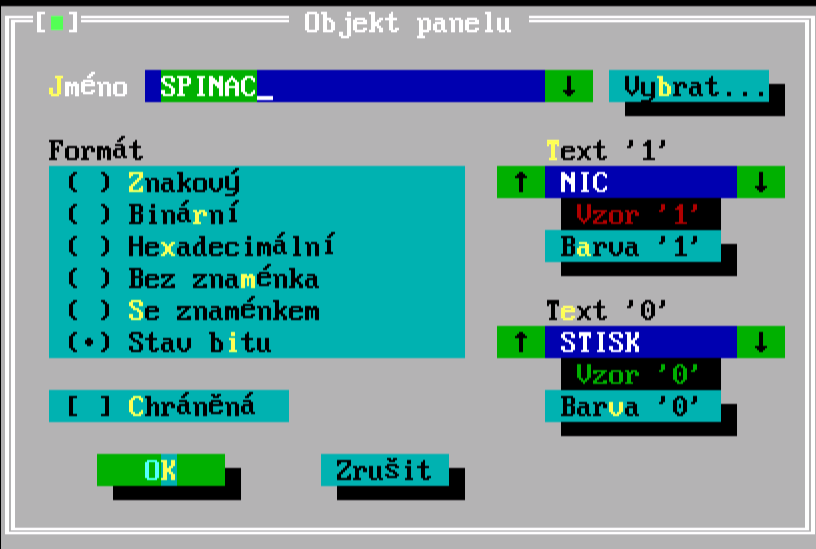 [■] Objekt panelu
Jméno SPINAC_ ↓ Vybrat...
Formát
( ) Znakový
( ) Binární
( ) Hexadecimální
( ) Bez znaménka
( ) Se znaménkem
(•) Stav bitu
[ ] Chráněná
Text '1'
↑ NIC ↓
Vzor '1'
Barva '1'
Text '0'
↑ STISK ↓
Vzor '0'
Barva '0'
OK Zrušit